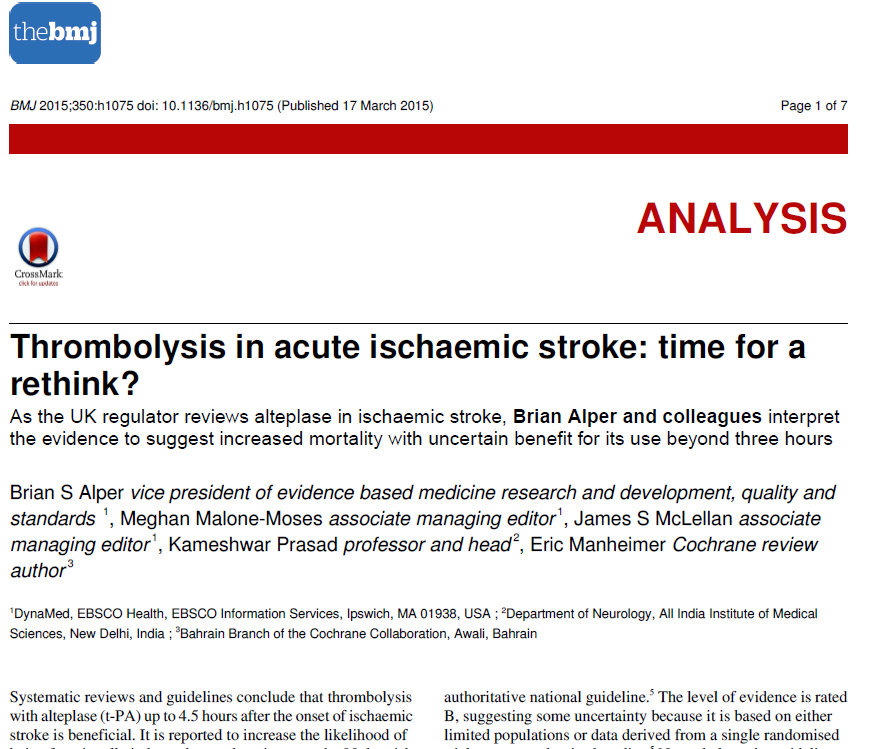 thebmj
BMJ 2015;350:h1075 doi: 10.1136/bmj.h1075 (Published 17 March 2015)
Page 1 of 7
ANALYSIS
CrossMark
click for updates
Thrombolysis in acute ischaemic stroke: time for a
rethink?
As the UK regulator reviews alteplase in ischaemic stroke, Brian Alper and colleagues interpret
the evidence to suggest increased mortality with uncertain benefit for its use beyond three hours
Brian S Alper vice president of evidence based medicine research and development, quality and
standards 1, Meghan Malone-Moses associate managing editor 1, James S McLellan associate
managing editor 1, Kameshwar Prasad professor and head 2, Eric Manheimer Cochrane review
author 3
1DynaMed, EBSCO Health, EBSCO Information Services, Ipswich, MA 01938, USA ; 2Department of Neurology, All India Institute of Medical
Sciences, New Delhi, India ; 3Bahrain Branch of the Cochrane Collaboration, Awali, Bahrain
Systematic reviews and guidelines conclude that thrombolysis
with alteplase (t-PA) up to 4.5 hours after the onset of ischaemic
stroke is beneficial. It is reported to increase the likelihood of
authoritative national guideline.5 The level of evidence is rated
B, suggesting some uncertainty because it is based on either
limited populations or data derived from a single randomised